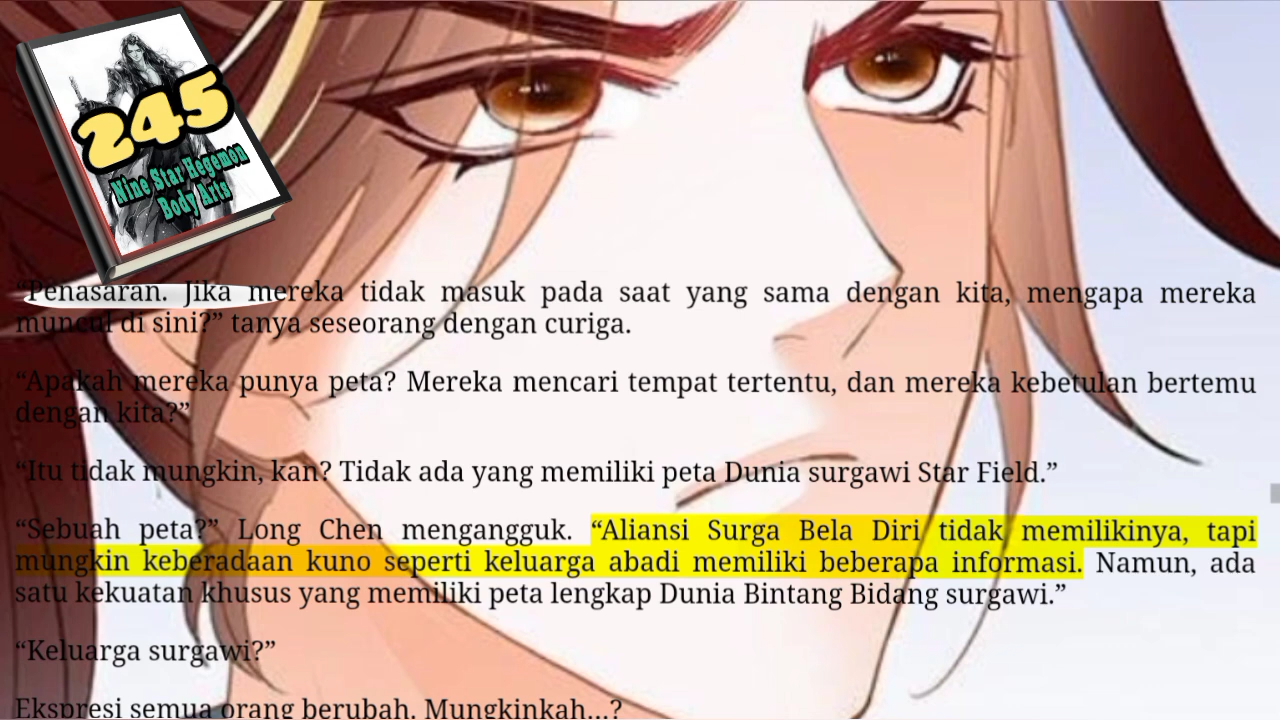 245
Nine Star Hegemon
Body Arts
“Penasaran. Jika mereka tidak masuk pada saat yang sama dengan kita, mengapa mereka
muncul di sini?” tanya seseorang dengan curiga.
“Apakah mereka punya peta? Mereka mencari tempat tertentu, dan mereka kebetulan bertemu
dengan kita?”
“Itu tidak mungkin, kan? Tidak ada yang memiliki peta Dunia surgawi Star Field.”
“Sebuah peta?” Long Chen mengangguk. “Aliansi Surga Bela Diri tidak memilikinya, tapi
mungkin keberadaan kuno seperti keluarga abadi memiliki beberapa informasi. Namun, ada
satu kekuatan khusus yang memiliki peta lengkap Dunia Bintang Bidang surgawi.”
“Keluarga surgawi?”
Ekspresi semua orang berubah. Mungkinkah...?